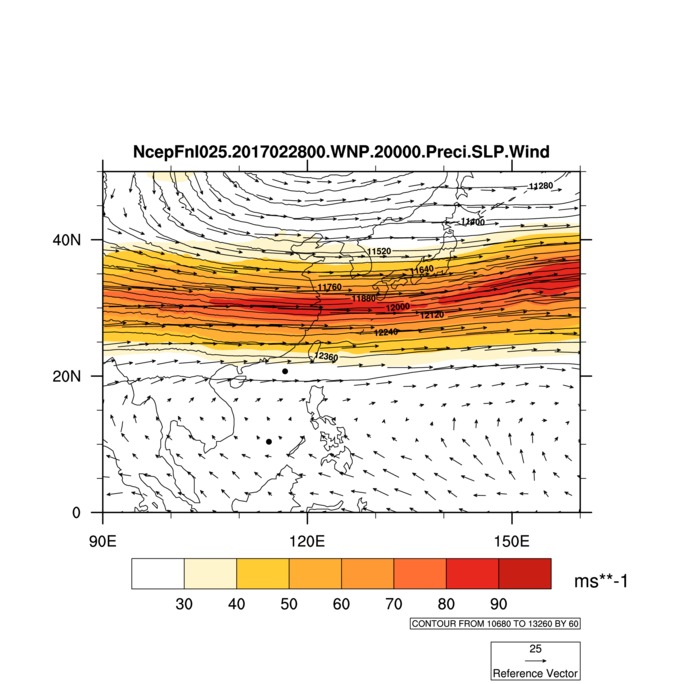 NcepFnl025.2017022800.WNP.20000.Preci.SLP.Wind
11280
11400
40N
11520
11640
11760
11880
12000
12120
12240
12360
20N
0
90E 120E 150E
ms**-1
30 40 50 60 70 80 90
CONTOUR FROM 10680 TO 13260 BY 60
25
Reference Vector